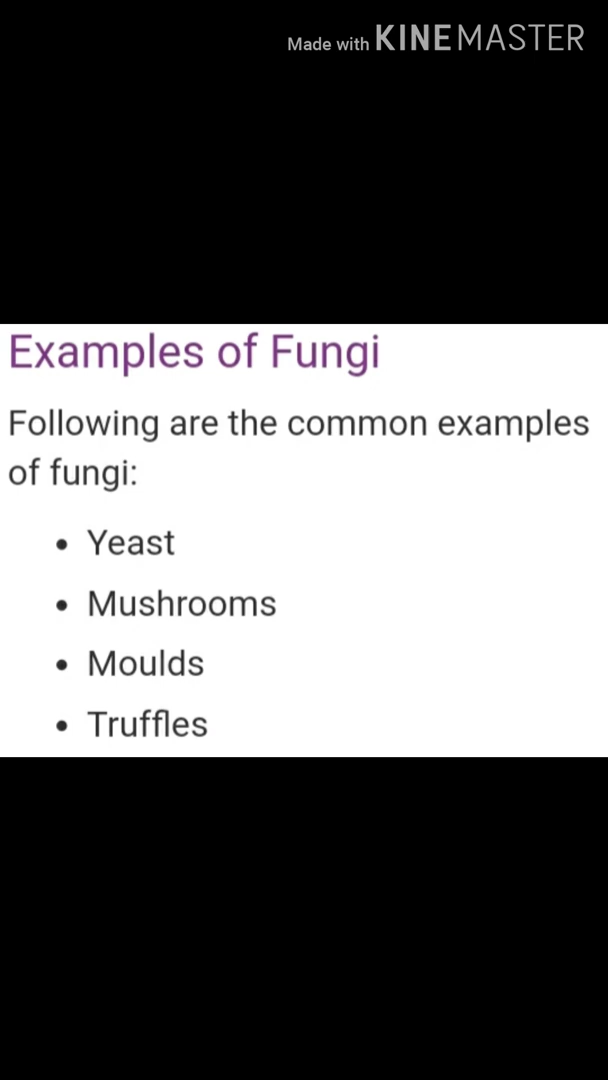 Made with KINEMASTER
Examples of Fungi
Following are the common examples
of fungi:
• Yeast
• Mushrooms
• Moulds
• Truffles